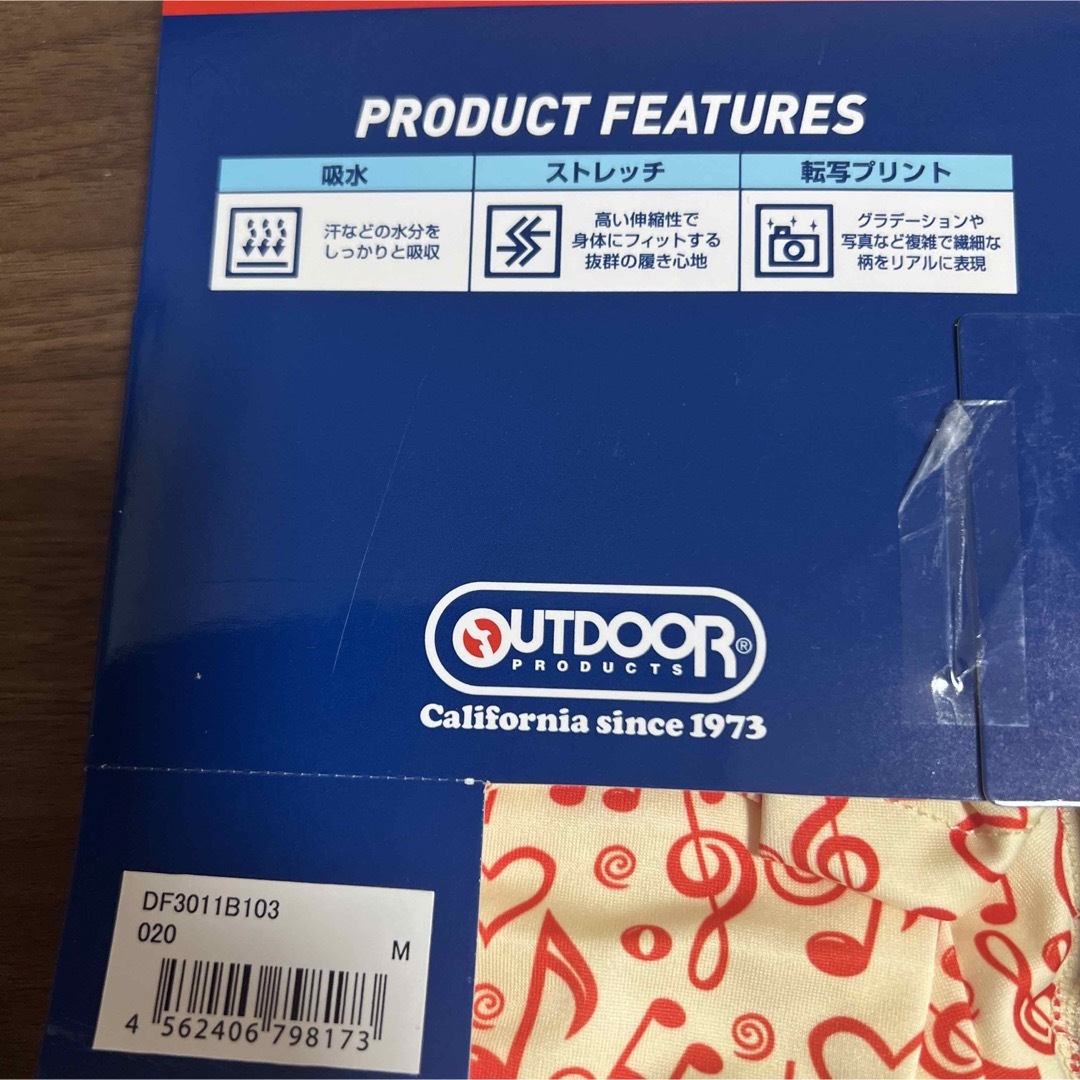 PRODUCT FEATURES
吸水
汗などの水分を
しっかりと吸収
ストレッチ
高い伸縮性で
身体にフィットする
抜群の履き心地
転写プリント
グラデーションや
写真など複雑で繊細な
柄をリアルに表現
OUTDOOR®
PRODUCTS
California since 1973
DF3011B103
020
M
4 562406 798173